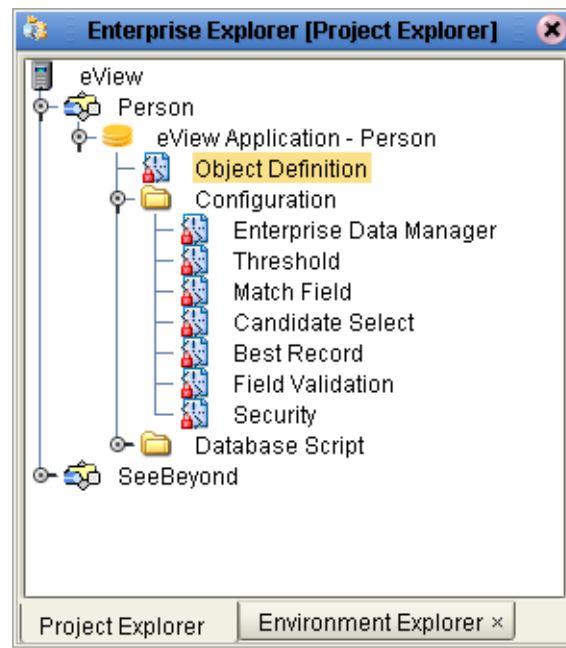 Enterprise Explorer [Project Explorer]
eView
Person
eView Application - Person
Object Definition
Configuration
Enterprise Data Manager
Threshold
Match Field
Candidate Select
Best Record
Field Validation
Security
Database Script
SeeBeyond
Project Explorer
Environment Explorer ×